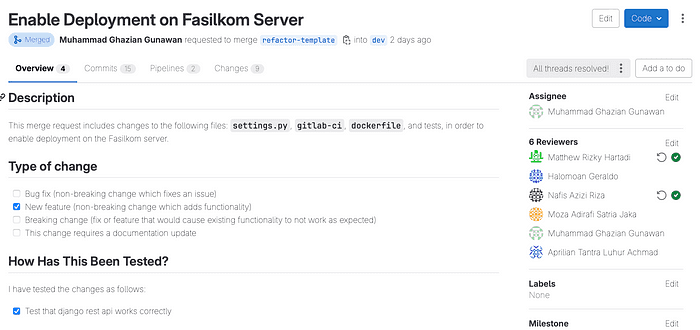 Enable Deployment on Fasilkom Server
Edit
Code
Merged Muhammad Ghazian Gunawan requested to merge refactor-template into dev 2 days ago
Overview 4 Commits 15 Pipelines 2 Changes 9
All threads resolved!
Add a to do
Description
This merge request includes changes to the following files: settings.py, gitlab-ci, dockerfile, and tests, in order to
enable deployment on the Fasilkom server.
Type of change
Bug fix (non-breaking change which fixes an issue)
New feature (non-breaking change which adds functionality)
Breaking change (fix or feature that would cause existing functionality to not work as expected)
This change requires a documentation update
How Has This Been Tested?
I have tested the changes as follows:
Test that django rest api works correctly
Assignee Edit
Muhammad Ghazian Gunawan
6 Reviewers Edit
Matthew Rizky Hartadi
Halomoan Geraldo
Nafis Azizi Riza
Moza Adirafi Satria Jaka
Muhammad Ghazian Gunawan
Aprilian Tantra Luhur Achmad
Labels Edit
None
Milestone Edit